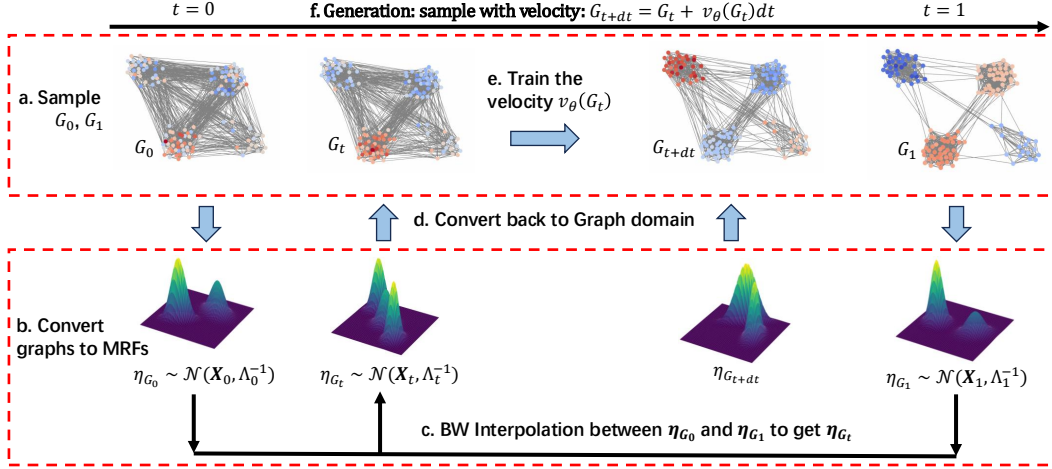 t = 0
f. Generation: sample with velocity: G_{t+dt} = G_t + v_θ(G_t)dt
t = 1
a. Sample
G_0, G_1
e. Train the
velocity v_θ(G_t)
G_0
G_t
G_{t+dt}
G_1
d. Convert back to Graph domain
b. Convert
graphs to MRFs
η_{G_0} ~ 𝒩(X_0, Λ_0^{-1})
η_{G_t} ~ 𝒩(X_t, Λ_t^{-1})
η_{G_{t+dt}}
η_{G_1} ~ 𝒩(X_1, Λ_1^{-1})
c. BW Interpolation between η_{G_0} and η_{G_1} to get η_{G_t}